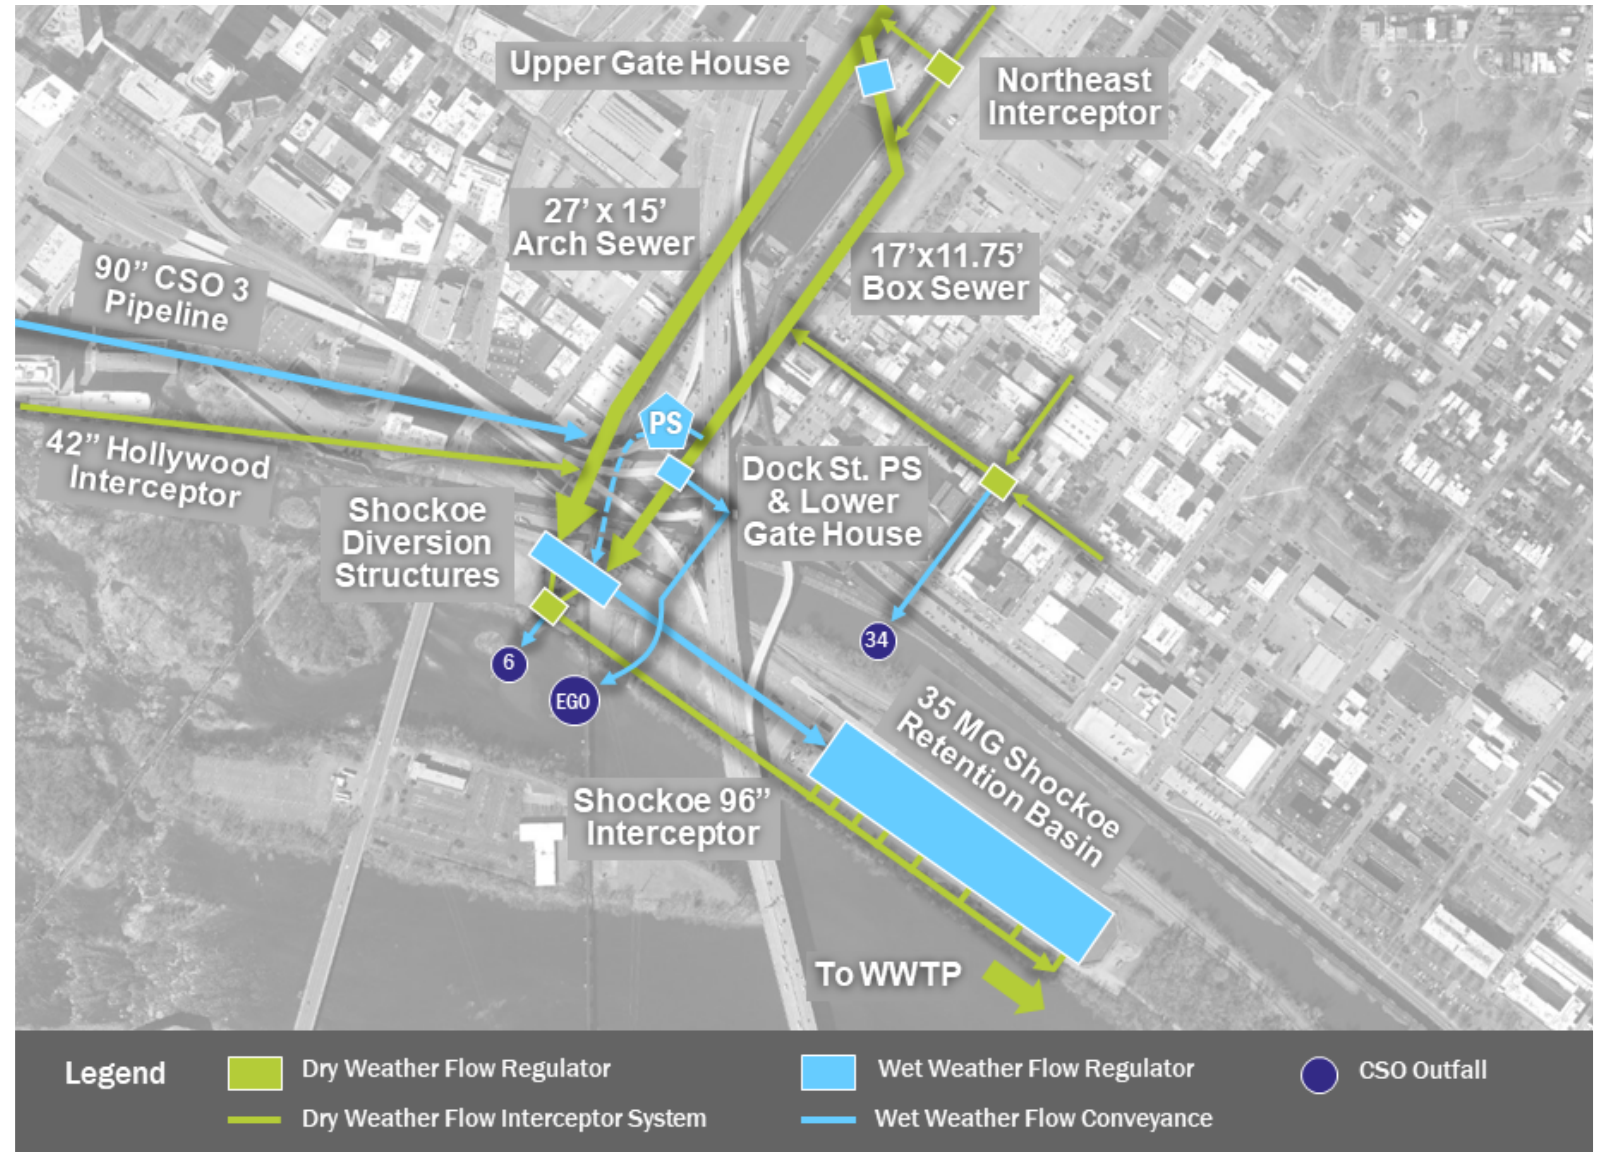 Upper Gate House
Northeast
Interceptor
27’ x 15’
Arch Sewer
17’x11.75’
Box Sewer
90” CSO 3
Pipeline
42” Hollywood
Interceptor
PS
Shockoe
Diversion
Structures
Dock St. PS
& Lower
Gate House
6
EGO
34
35 MG Shockoe
Retention Basin
Shockoe 96”
Interceptor
To WWTP
Legend
Dry Weather Flow Regulator
Wet Weather Flow Regulator
CSO Outfall
Dry Weather Flow Interceptor System
Wet Weather Flow Conveyance